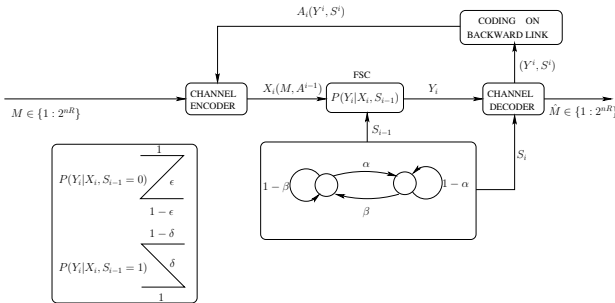 A_i(Y^i, S^i)
CODING ON
BACKWARD LINK
(Y^i, S^i)
FSC
CHANNEL
ENCODER
X_i(M, A^{i-1})
P(Y_i|X_i, S_{i-1})
Y_i
CHANNEL
DECODER
M ∈ {1 : 2^{nR}}
M̂ ∈ {1 : 2^{nR}}
S_{i-1}
S_i
1
P(Y_i|X_i, S_{i-1} = 0)
ϵ
1 − ϵ
1 − δ
P(Y_i|X_i, S_{i-1} = 1)
δ
1
α
1 − β
1 − α
β